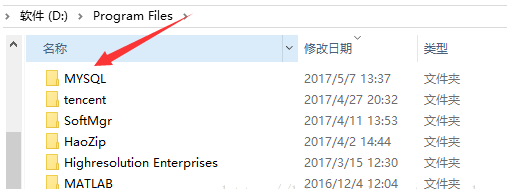 软件 (D:) > Program Files >
名称 修改日期 类型
MYSQL 2017/5/7 13:37 文件夹
tencent 2017/4/27 20:32 文件夹
SoftMgr 2017/4/11 13:53 文件夹
HaoZip 2017/4/2 14:44 文件夹
Highresolution Enterprises 2017/3/15 12:30 文件夹
MATLAB 2016/12/4 12:04 文件夹